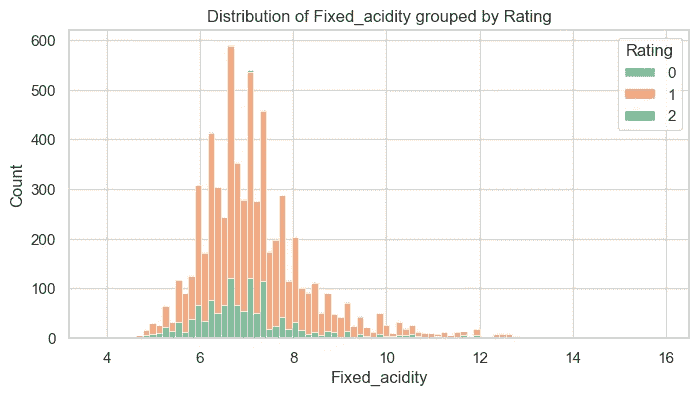 Distribution of Fixed_acidity grouped by Rating
600
500
400
300
200
100
0
Count
Rating
0
1
2
4 6 8 10 12 14 16
Fixed_acidity